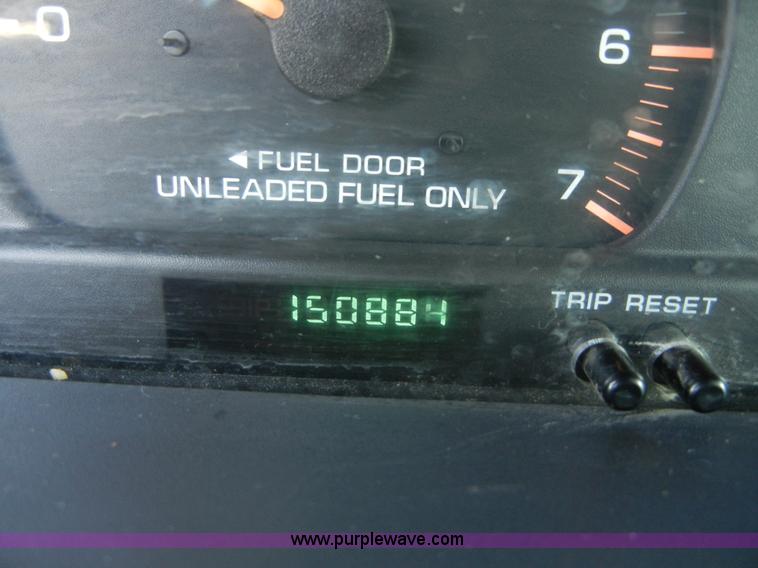 0
6
◄ FUEL DOOR
7
UNLEADED FUEL ONLY
150884
TRIP RESET
www.purplewave.com